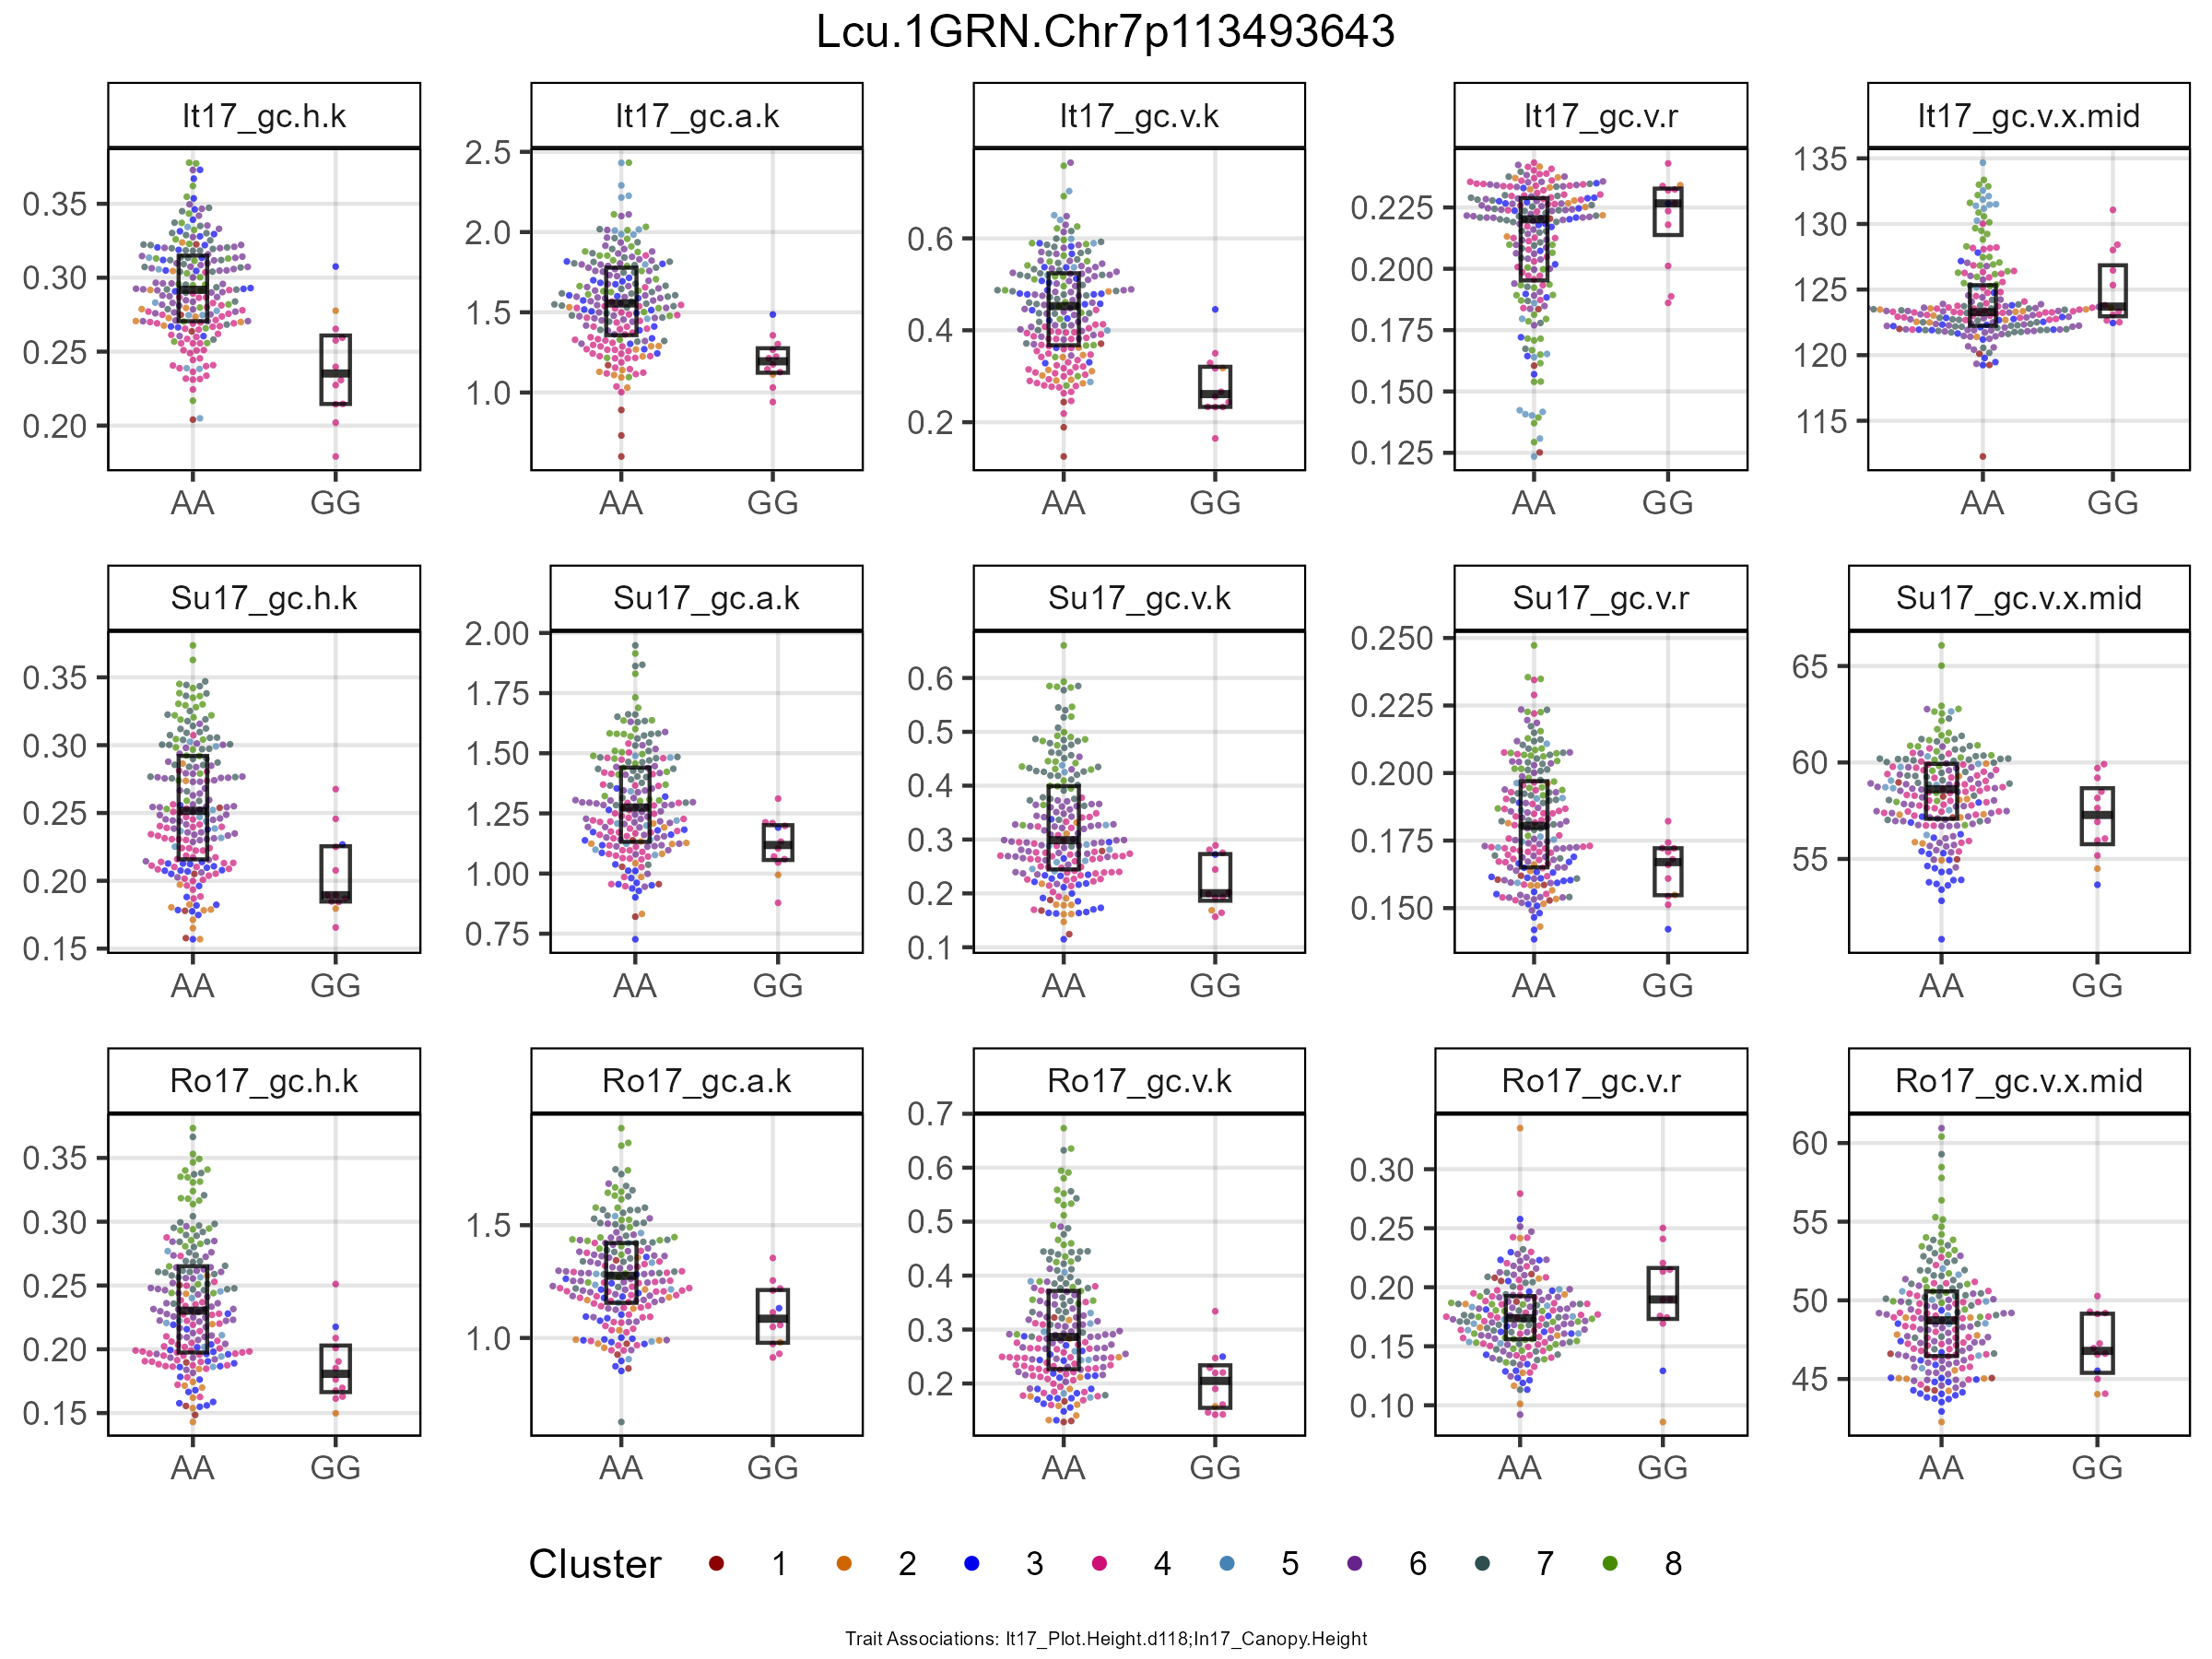 Lcu.1GRN.Chr7p113493643
It17_gc.h.k It17_gc.a.k It17_gc.v.k It17_gc.v.r It17_gc.v.x.mid
0.35 0.30 0.25 0.20
2.5 2.0 1.5 1.0
0.6 0.4 0.2
0.225 0.200 0.175 0.150 0.125
135 130 125 120 115
AA GG AA GG AA GG AA GG AA GG
Su17_gc.h.k Su17_gc.a.k Su17_gc.v.k Su17_gc.v.r Su17_gc.v.x.mid
0.35 0.30 0.25 0.20 0.15
2.00 1.75 1.50 1.25 1.00 0.75
0.6 0.5 0.4 0.3 0.2 0.1
0.250 0.225 0.200 0.175 0.150
65 60 55
AA GG AA GG AA GG AA GG AA GG
Ro17_gc.h.k Ro17_gc.a.k Ro17_gc.v.k Ro17_gc.v.r Ro17_gc.v.x.mid
0.35 0.30 0.25 0.20 0.15
1.5 1.0
0.7 0.6 0.5 0.4 0.3 0.2
0.30 0.25 0.20 0.15 0.10
60 55 50 45
AA GG AA GG AA GG AA GG AA GG
Cluster 1 2 3 4 5 6 7 8
Trait Associations: It17_Plot.Height.d118;In17_Canopy.Height